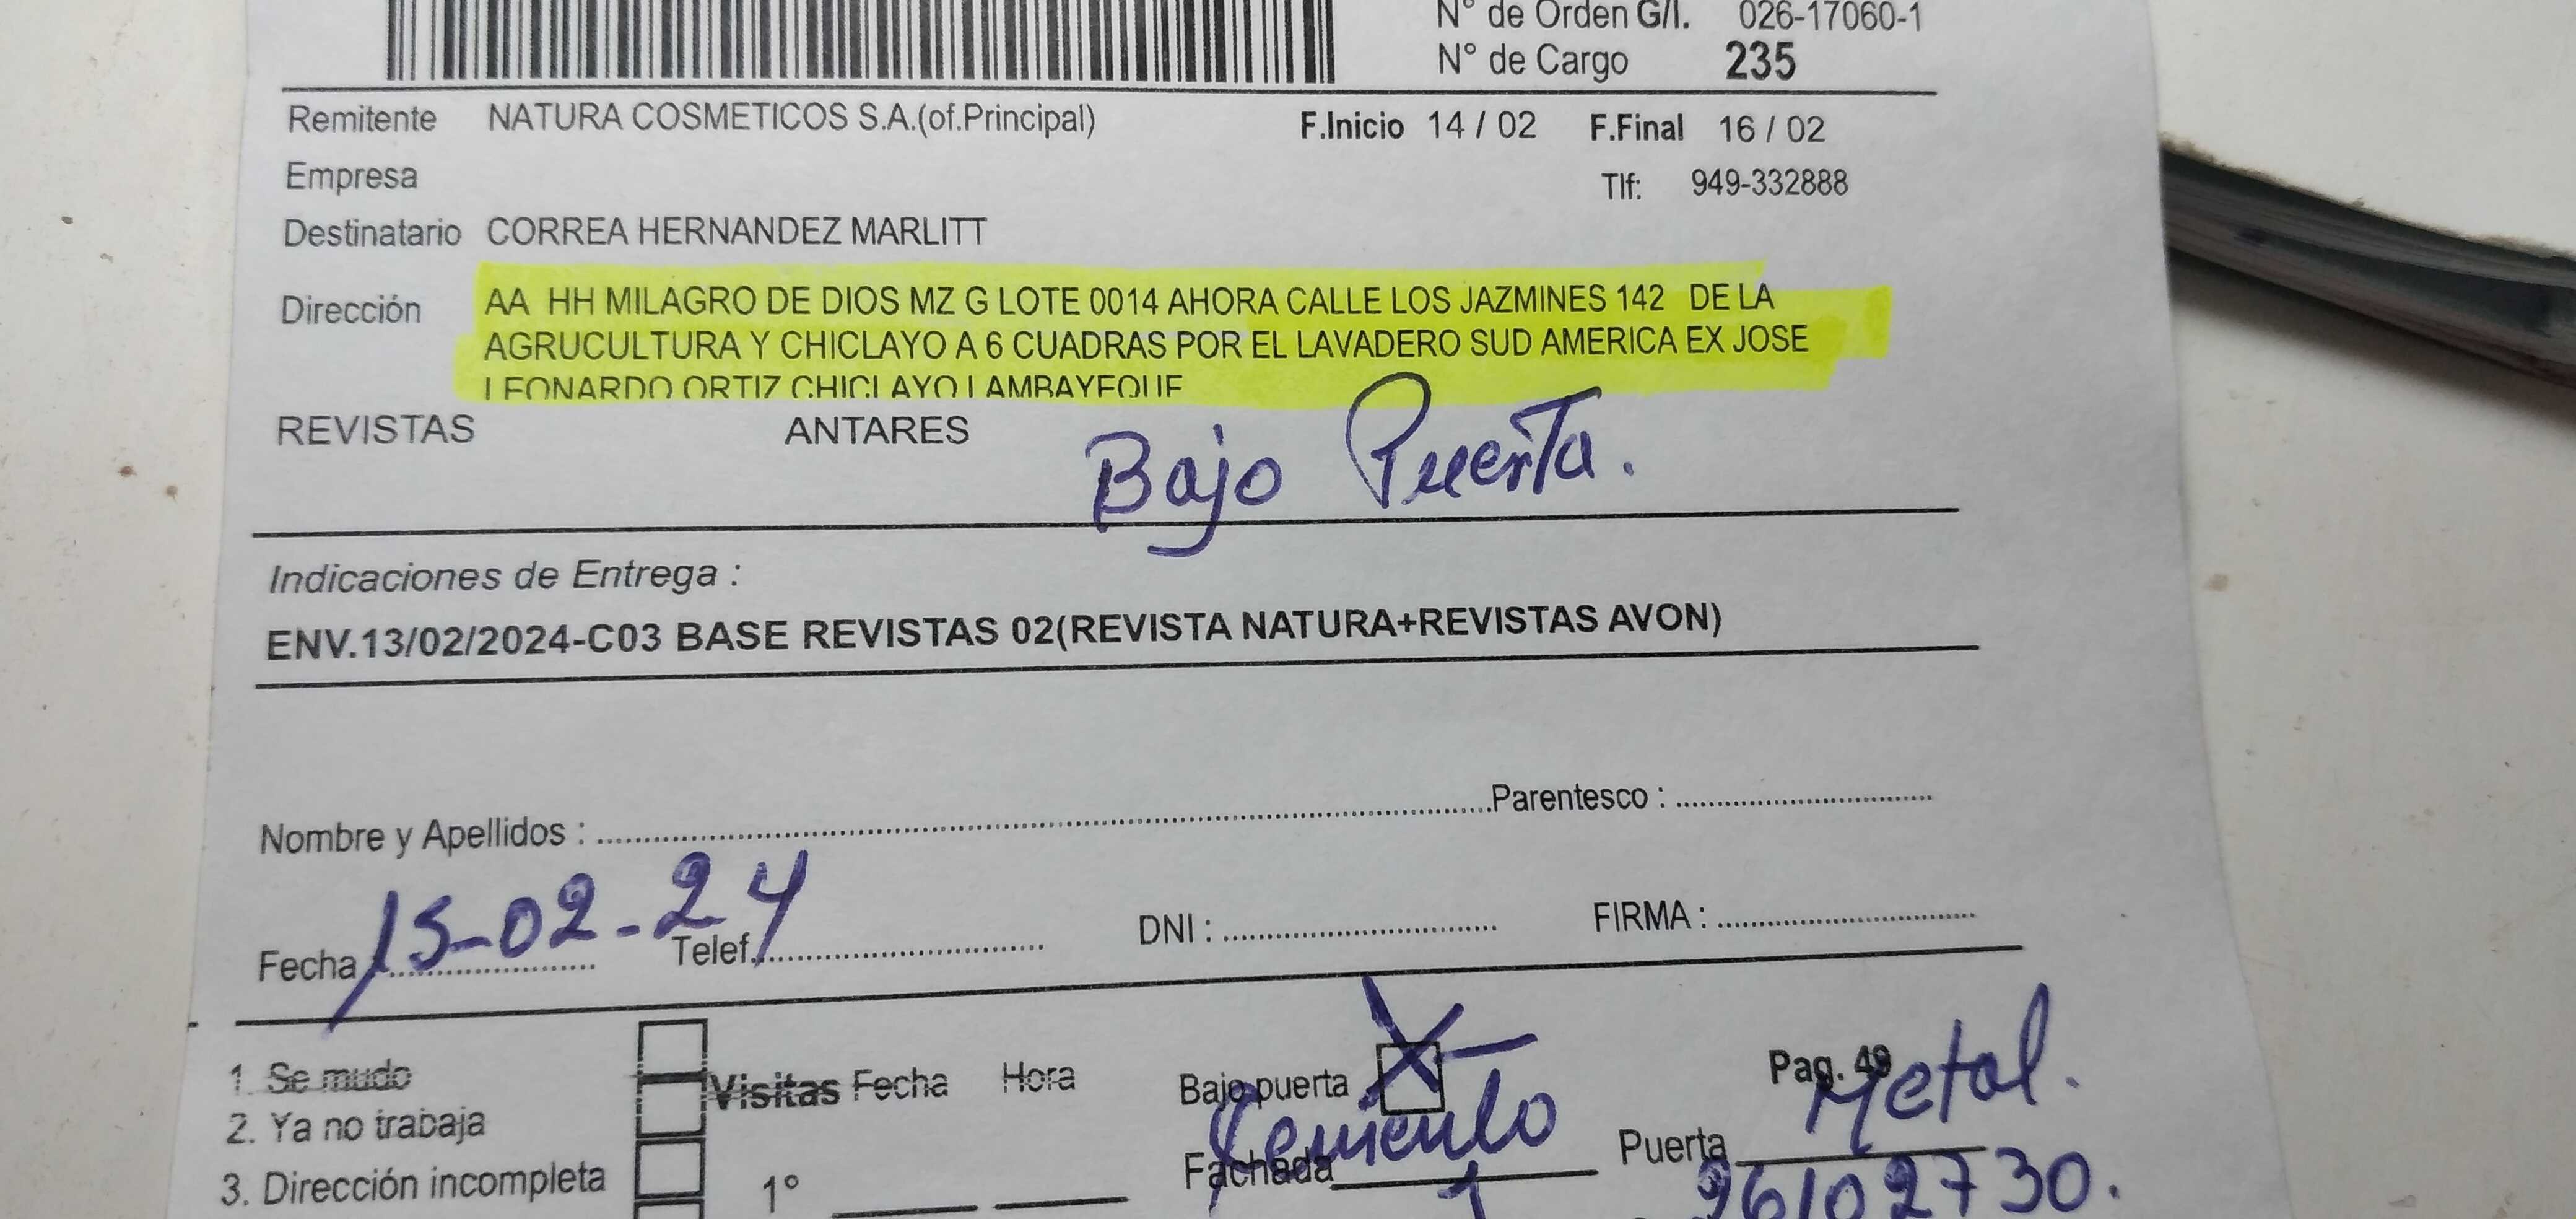 N° de Orden G/I. 026-17060-1
N° de Cargo 235
Remitente NATURA COSMETICOS S.A.(of.Principal) F.Inicio 14 / 02 F.Final 16 / 02
Empresa Tlf: 949-332888
Destinatario CORREA HERNANDEZ MARLITT
Dirección AA HH MILAGRO DE DIOS MZ G LOTE 0014 AHORA CALLE LOS JAZMINES 142 DE LA
AGRUCULTURA Y CHICLAYO A 6 CUADRAS POR EL LAVADERO SUD AMERICA EX JOSE
LEONARDO ORTIZ CHICLAYO LAMBAYEQUE
REVISTAS ANTARES Bajo Puerta.
Indicaciones de Entrega :
ENV.13/02/2024-C03 BASE REVISTAS 02(REVISTA NATURA+REVISTAS AVON)
Nombre y Apellidos : Parentesco :
Fecha 15-02-24 Telef. DNI : FIRMA :
1. Se mudo Visitas Fecha Hora Bajo puerta X Pag. 49
2. Ya no trabaja Cemento Puerta Metal.
3. Dirección incompleta 1° Fachada 1 96102730.